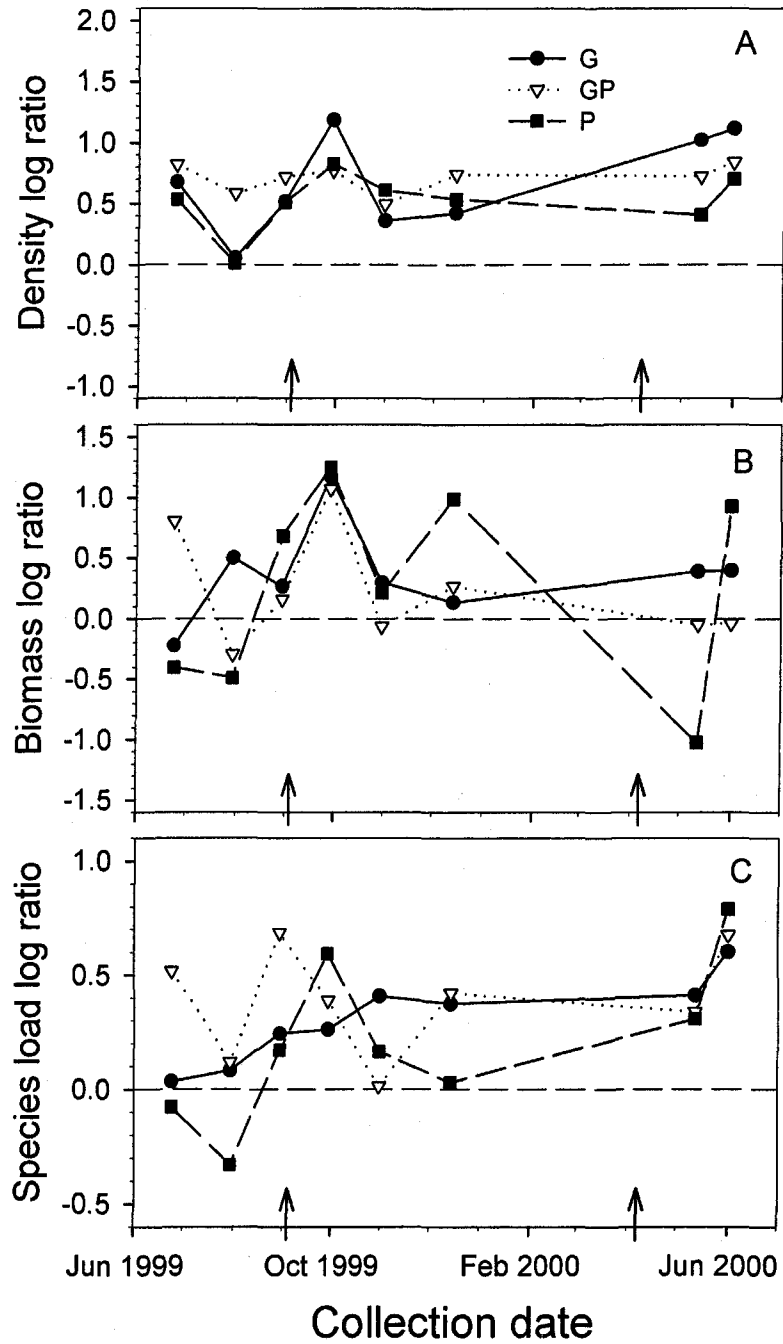 2.0
1.5
1.0
0.5
0.0
-0.5
-1.0
Density log ratio
A
G
GP
P
1.5
1.0
0.5
0.0
-0.5
-1.0
-1.5
Biomass log ratio
B
1.0
0.5
0.0
-0.5
Species load log ratio
C
Jun 1999 Oct 1999 Feb 2000 Jun 2000
Collection date